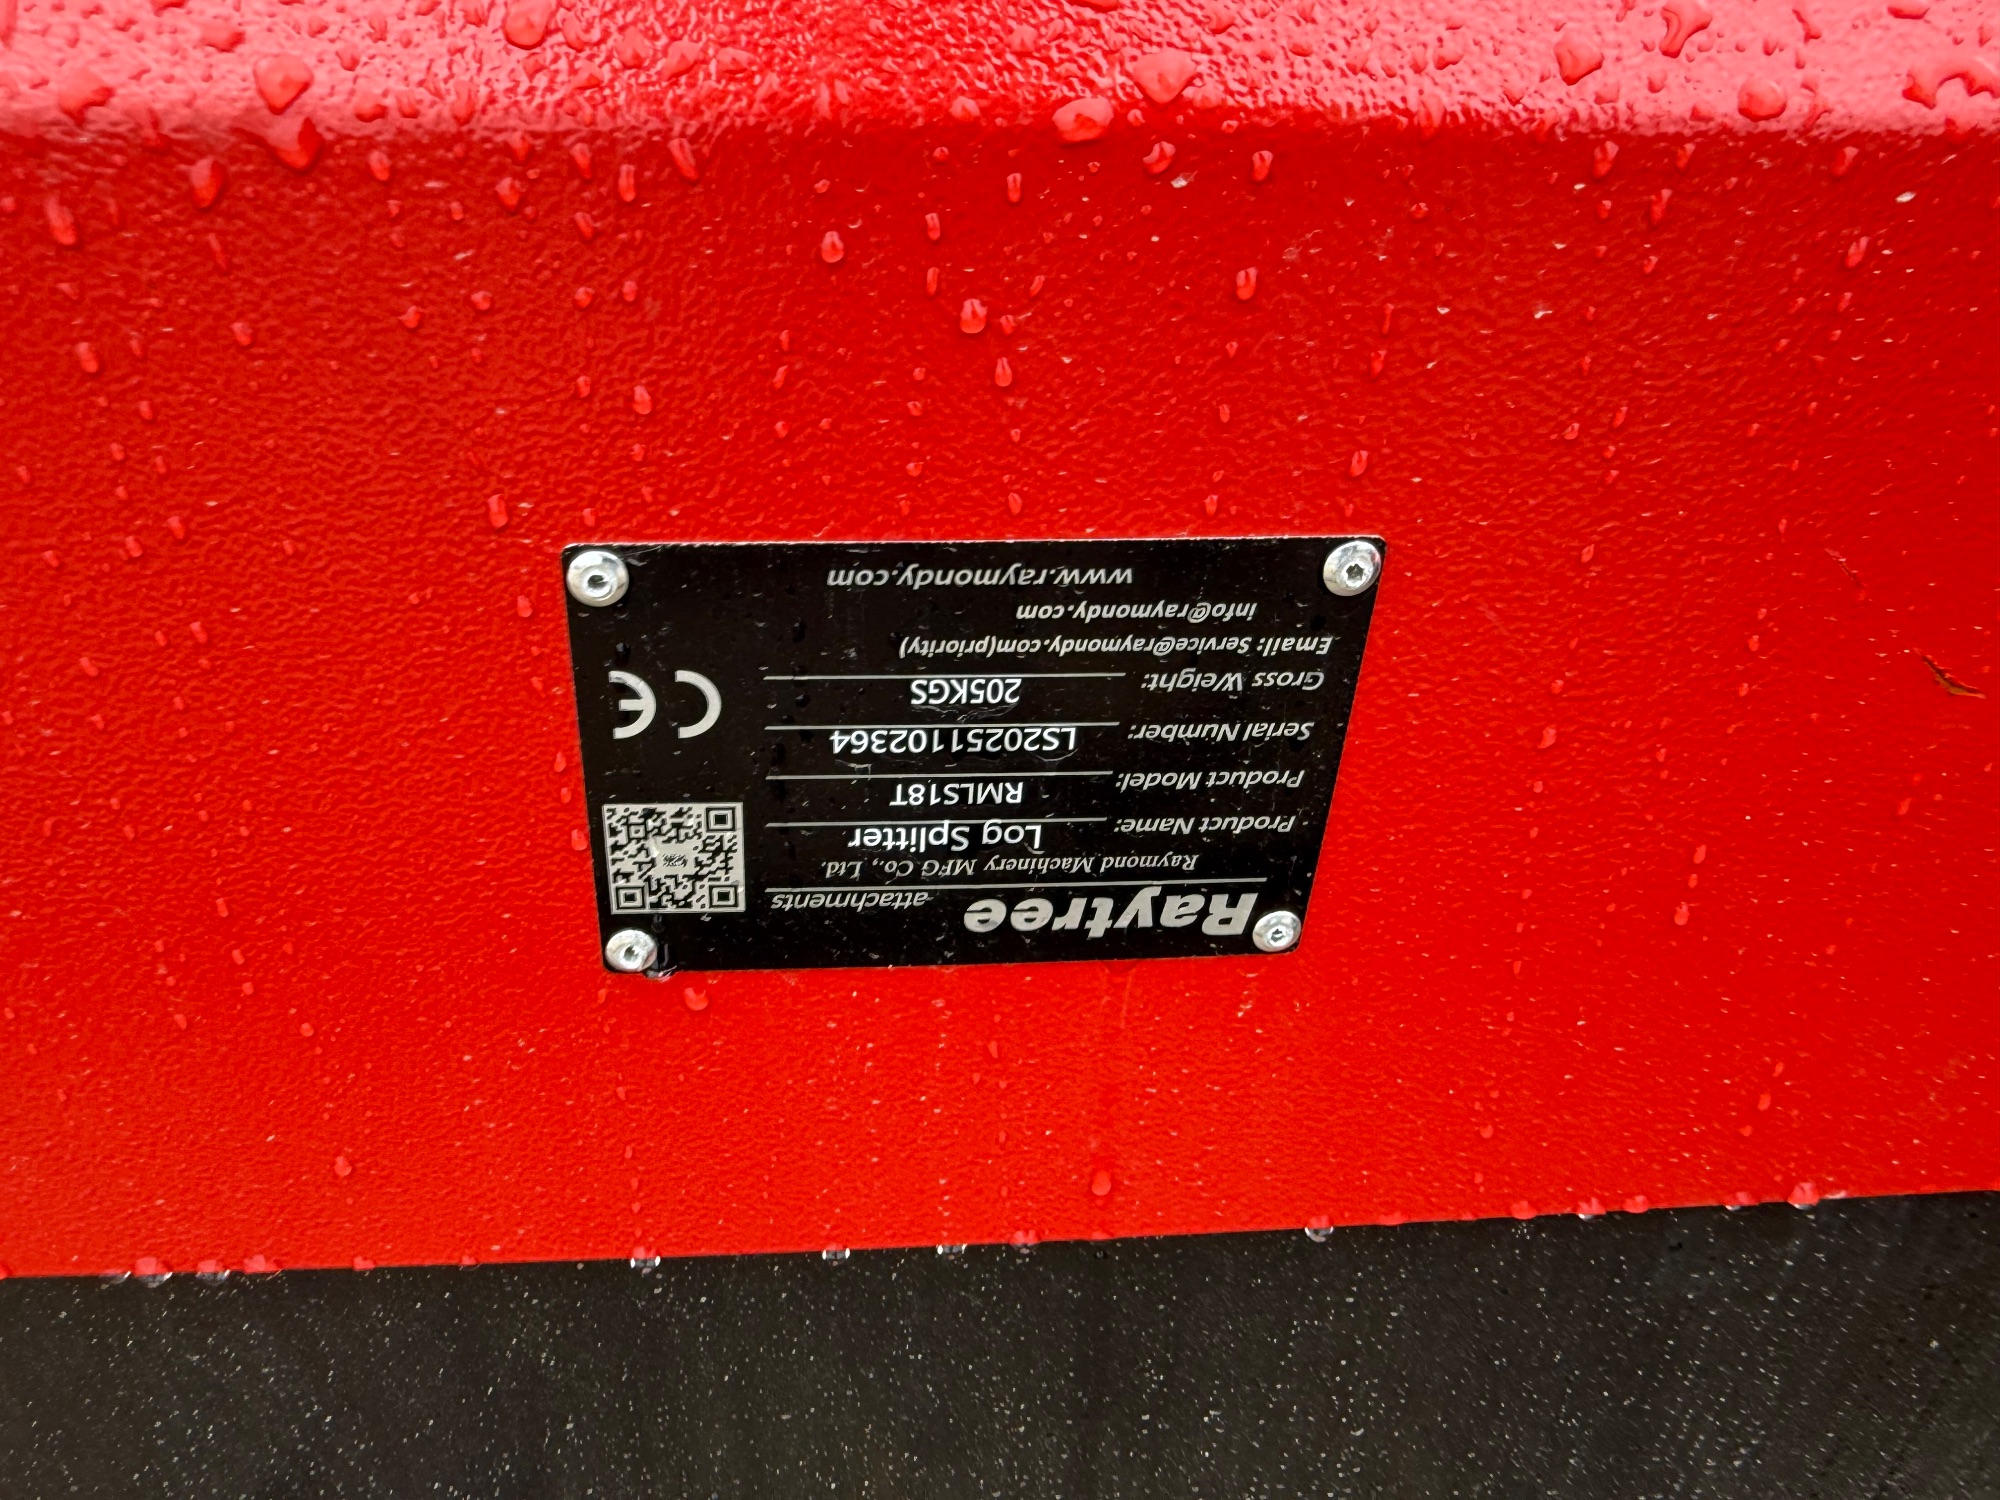 Raytree attachments
Raymond Machinery MFG Co., Ltd.
Product Name: Log Splitter
Product Model: RMLS18T
Serial Number: LS20251102364
Gross Weight: 205KGS
Email: Service@raymondy.com(priority)
info@raymondy.com
www.raymondy.com
CE